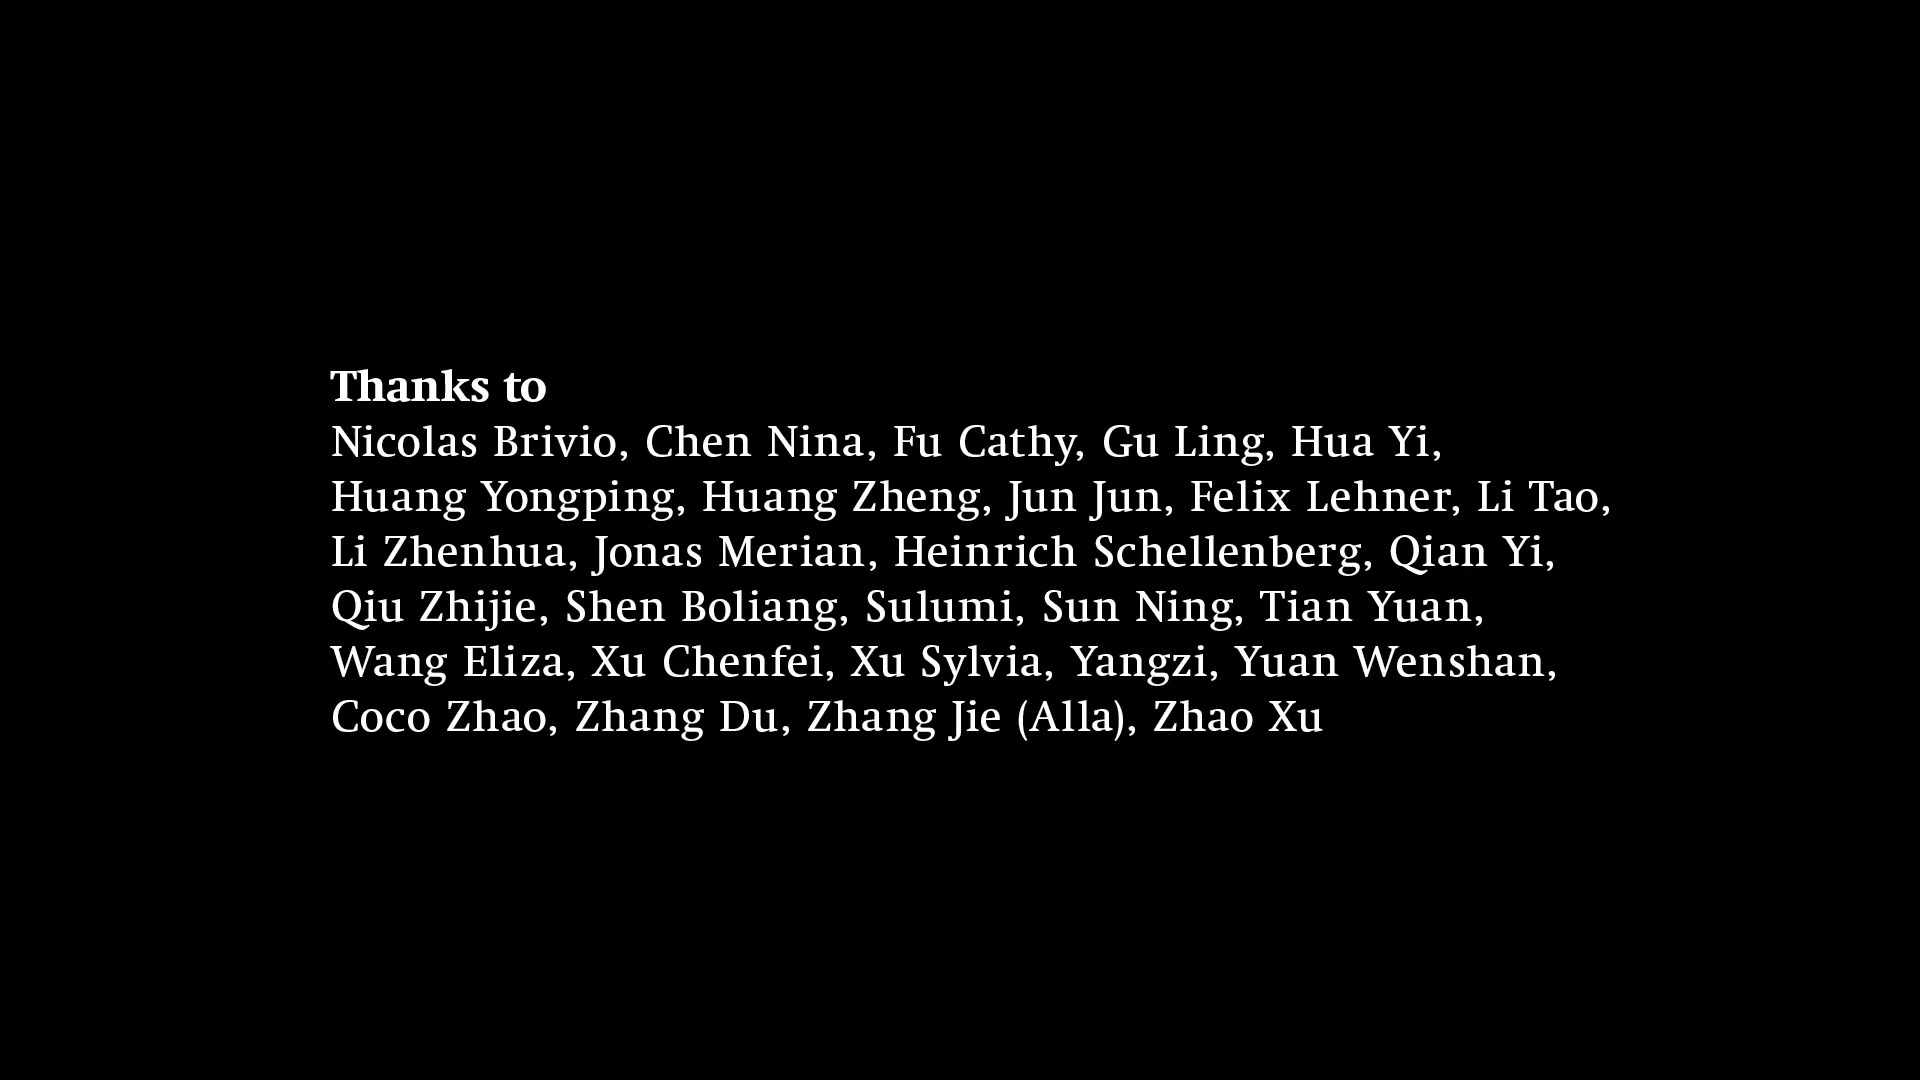 Thanks to
Nicolas Brivio, Chen Nina, Fu Cathy, Gu Ling, Hua Yi,
Huang Yongping, Huang Zheng, Jun Jun, Felix Lehner, Li Tao,
Li Zhenhua, Jonas Merian, Heinrich Schellenberg, Qian Yi,
Qiu Zhijie, Shen Boliang, Sulumi, Sun Ning, Tian Yuan,
Wang Eliza, Xu Chenfei, Xu Sylvia, Yangzi, Yuan Wenshan,
Coco Zhao, Zhang Du, Zhang Jie (Alla), Zhao Xu